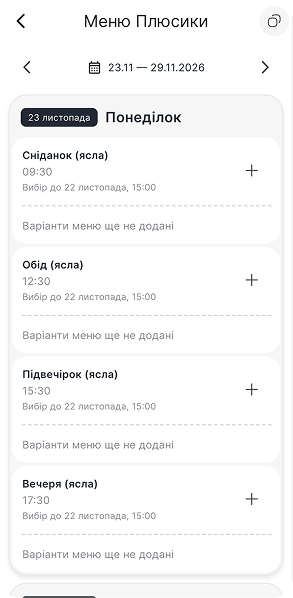 Меню Плюсики
23.11 — 29.11.2026
23 листопада Понеділок
Сніданок (ясла)
09:30
Вибір до 22 листопада, 15:00
Варіанти меню ще не додані
Обід (ясла)
12:30
Вибір до 22 листопада, 15:00
Варіанти меню ще не додані
Підвечірок (ясла)
15:30
Вибір до 22 листопада, 15:00
Варіанти меню ще не додані
Вечеря (ясла)
17:30
Вибір до 22 листопада, 15:00
Варіанти меню ще не додані